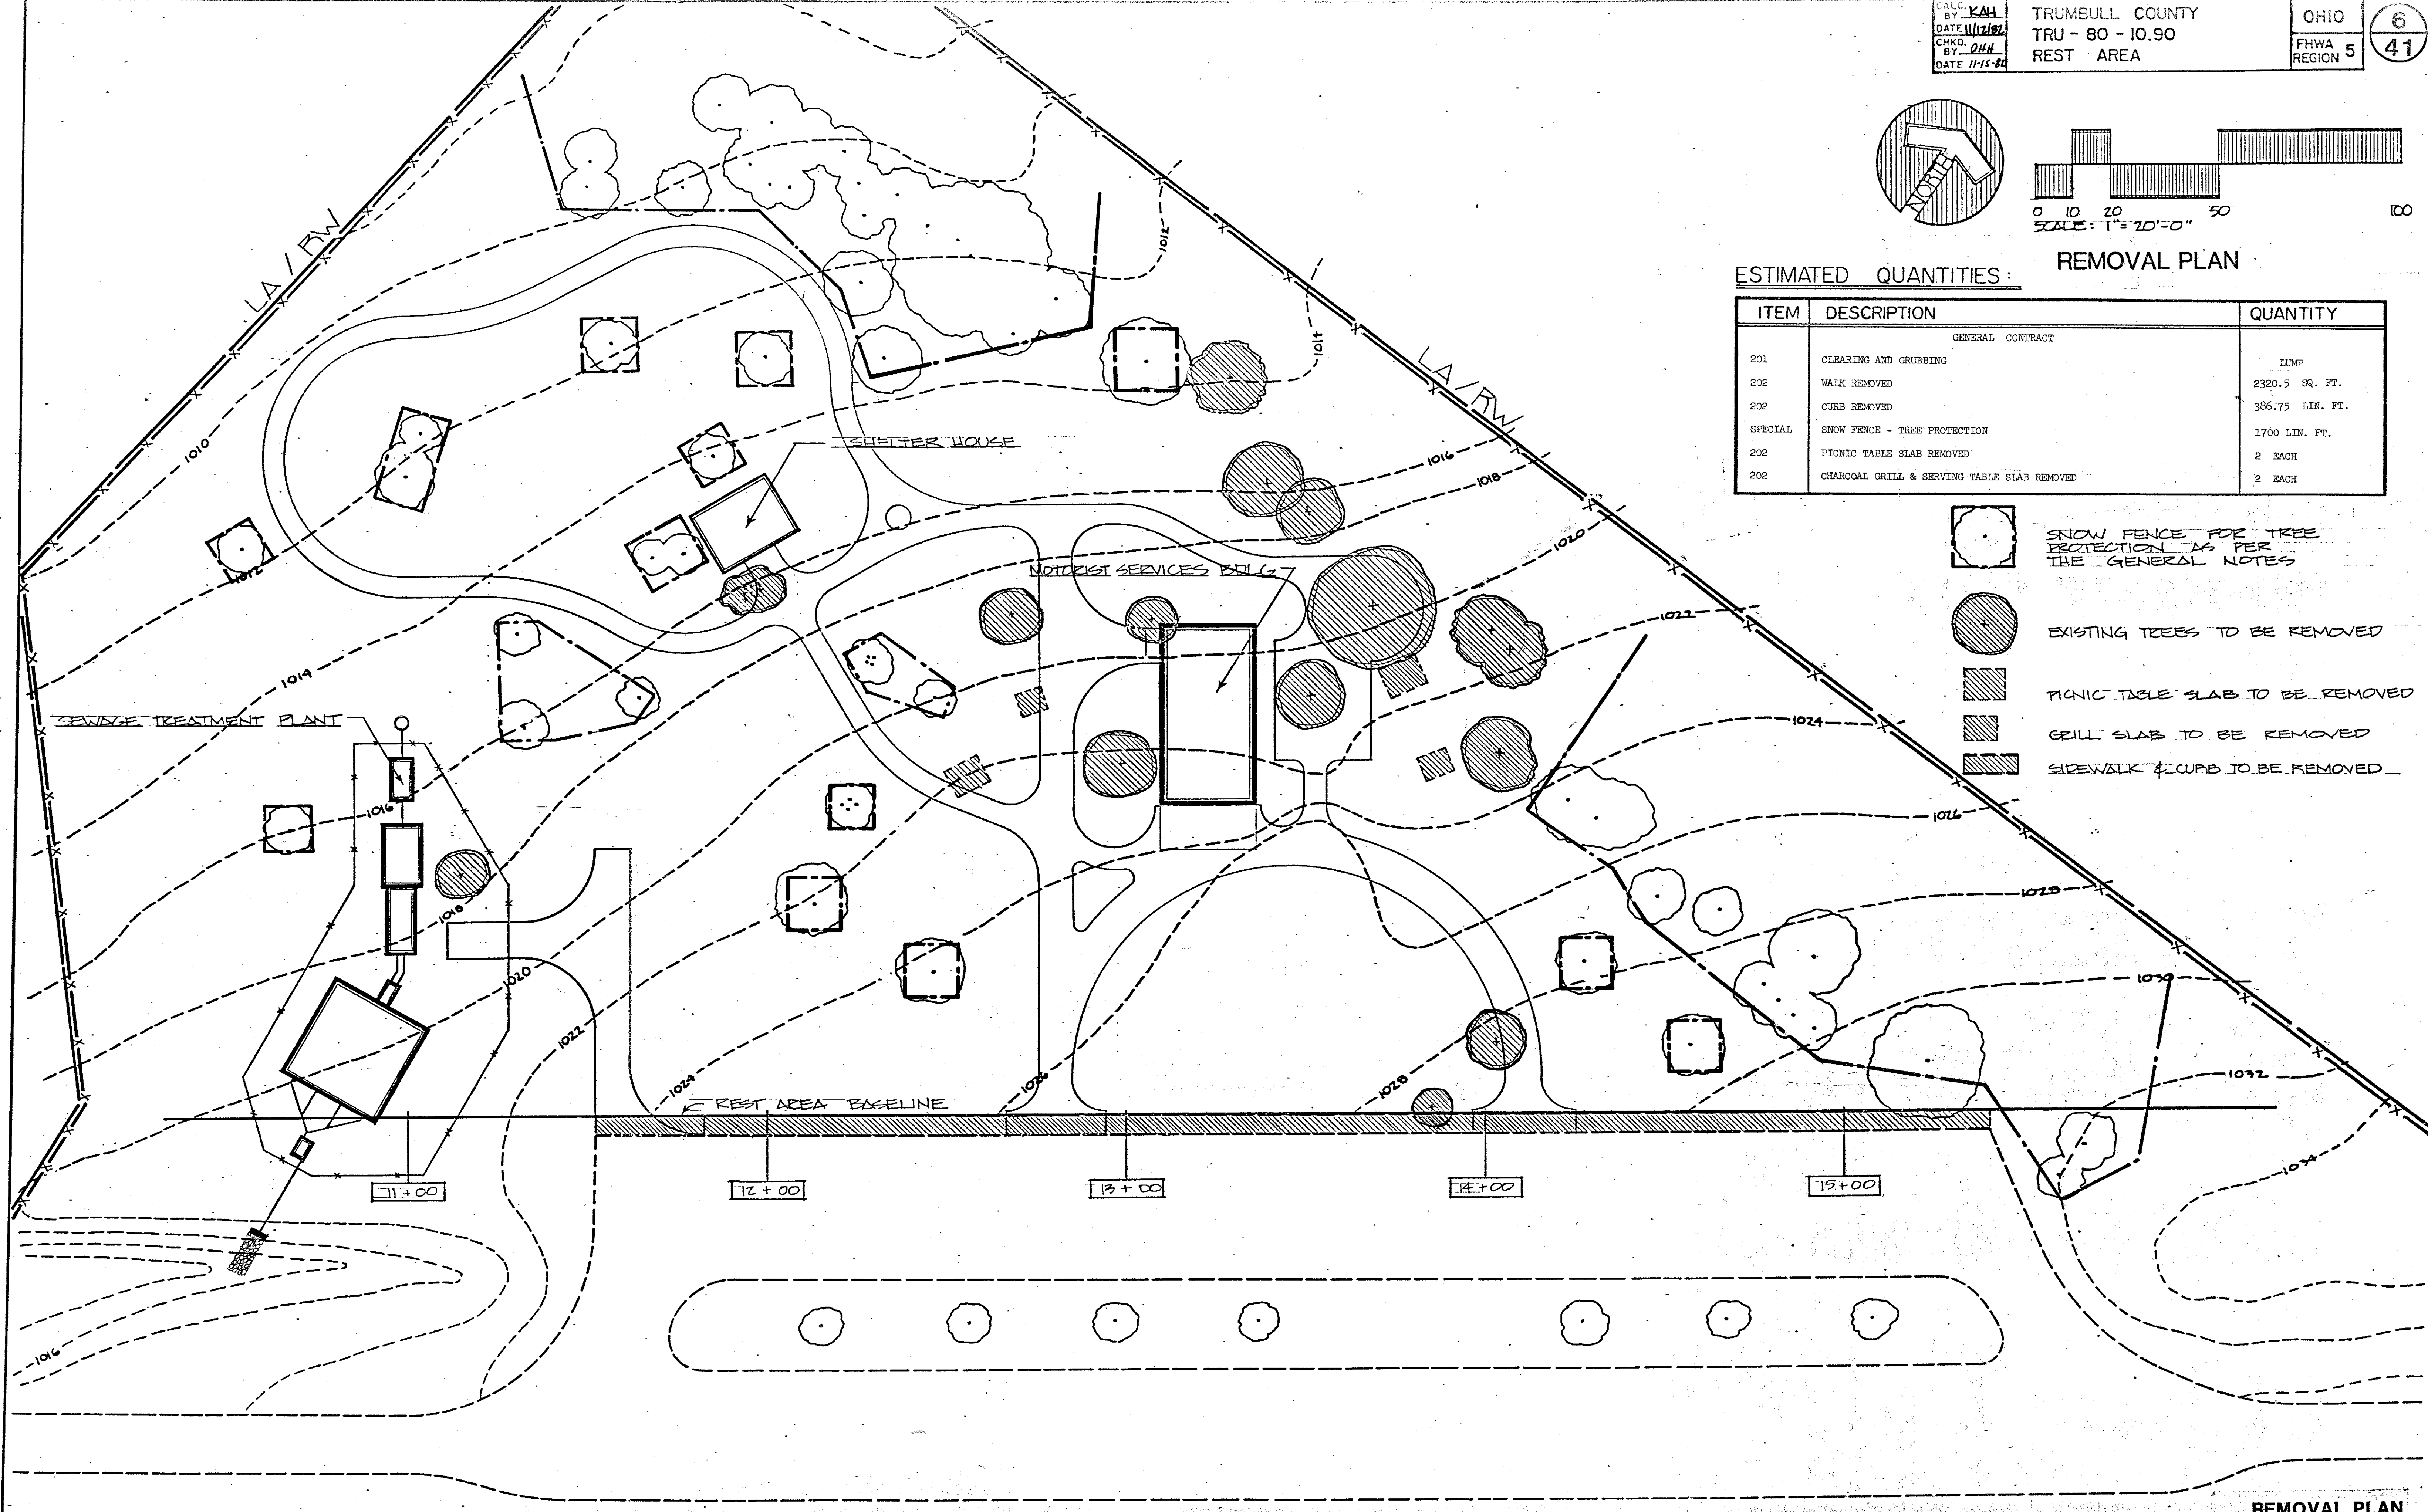 CALC. BY KAH
DATE 11/12/82
CHKD. BY OHH
DATE 11-15-82
TRUMBULL COUNTY
TRU - 80 - 10.90
REST AREA
OHIO
FHWA REGION 5
6
41
NORTH
0 10 20 50 100
SCALE: 1"=20'-0"
REMOVAL PLAN
ESTIMATED QUANTITIES:
ITEM DESCRIPTION QUANTITY
GENERAL CONTRACT
201 CLEARING AND GRUBBING LUMP
202 WALK REMOVED 2320.5 SQ. FT.
202 CURB REMOVED 386.75 LIN. FT.
SPECIAL SNOW FENCE - TREE PROTECTION 1700 LIN. FT.
202 PICNIC TABLE SLAB REMOVED 2 EACH
202 CHARCOAL GRILL & SERVING TABLE SLAB REMOVED 2 EACH
SNOW FENCE FOR TREE
PROTECTION AS PER
THE GENERAL NOTES
EXISTING TREES TO BE REMOVED
PICNIC TABLE SLAB TO BE REMOVED
GRILL SLAB TO BE REMOVED
SIDEWALK & CURB TO BE REMOVED
LA / RW
LA / RW
1012
1014
1010
SHELTER HOUSE
1016
1018
1020
1012
MOTORIST SERVICES BDLG
1022
1014
SEWAGE TREATMENT PLANT
1024
1016
1026
1028
1018
1020
1030
1022
1024
1026
1028
1032
REST AREA BASELINE
1034
11+00
12+00
13+00
14+00
15+00
1016
REMOVAL PLAN